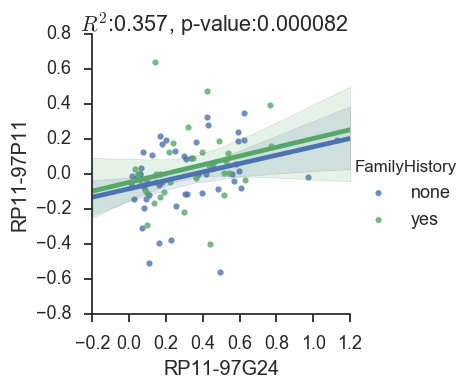 R²:0.357, p-value:0.000082
0.8
0.6
0.4
0.2
0.0
−0.2
−0.4
−0.6
−0.8
RP11-97P11
−0.2 0.0 0.2 0.4 0.6 0.8 1.0 1.2
RP11-97G24
FamilyHistory
none
yes